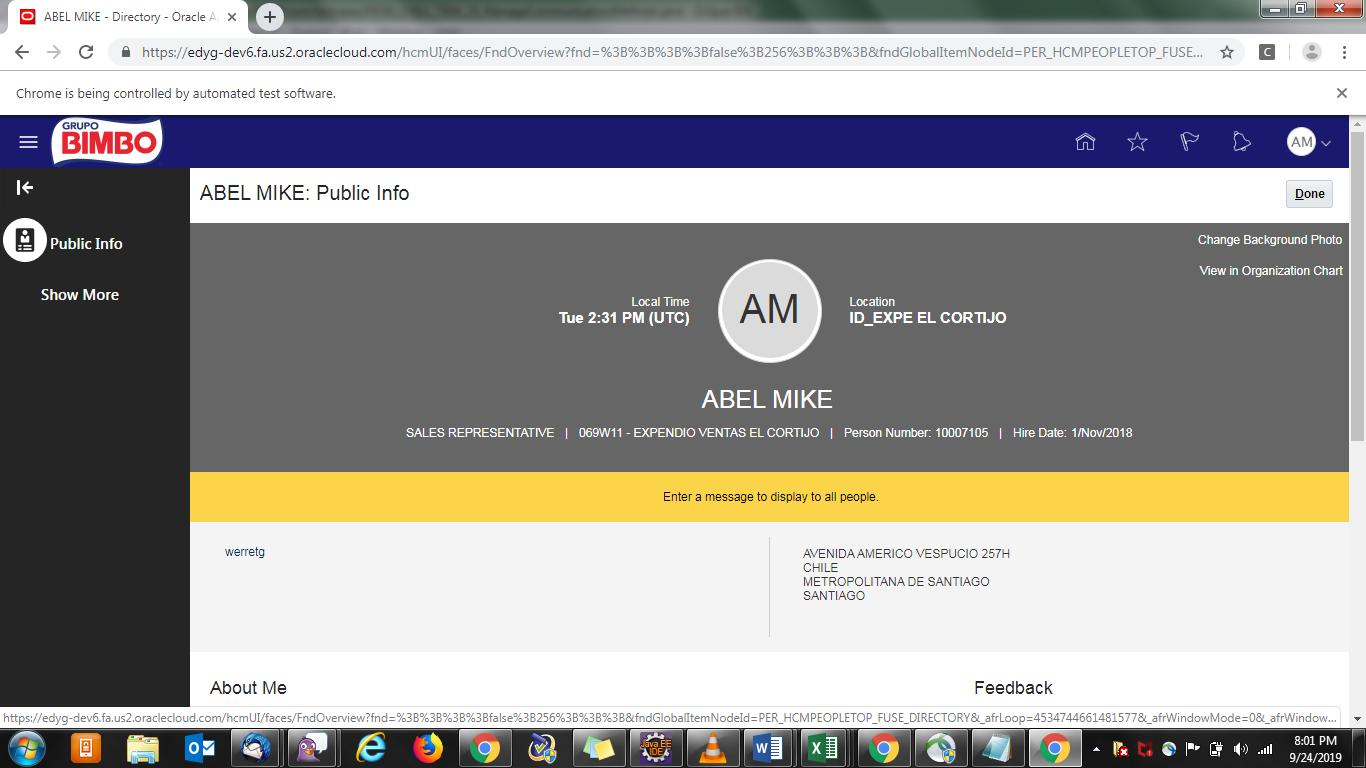 ABEL MIKE - Directory - Oracle A
https://edyg-dev6.fa.us2.oraclecloud.com/hcmUI/faces/FndOverview?fnd=%3B%3B%3B%3Bfalse%3B256%3B%3B%3B&fndGlobalItemNodeId=PER_HCMPEOPLETOP_FUSE...
C
Chrome is being controlled by automated test software.
GRUPO
BIMBO
AM
ABEL MIKE: Public Info
Done
Public Info
Show More
Change Background Photo
View in Organization Chart
Local Time
Tue 2:31 PM (UTC)
AM
Location
ID_EXPE EL CORTIJO
ABEL MIKE
SALES REPRESENTATIVE | 069W11 - EXPENDIO VENTAS EL CORTIJO | Person Number: 10007105 | Hire Date: 1/Nov/2018
Enter a message to display to all people.
werretg
AVENIDA AMERICO VESPUCIO 257H
CHILE
METROPOLITANA DE SANTIAGO
SANTIAGO
About Me
Feedback
https://edyg-dev6.fa.us2.oraclecloud.com/hcmUI/faces/FndOverview?fnd=%3B%3B%3B%3Bfalse%3B256%3B%3B%3B&fndGlobalItemNodeId=PER_HCMPEOPLETOP_FUSE_DIRECTORY&_afrLoop=4534744661481577&_afrWindowMode=0&_afrWindow...
Java EE
IDE
8:01 PM
9/24/2019